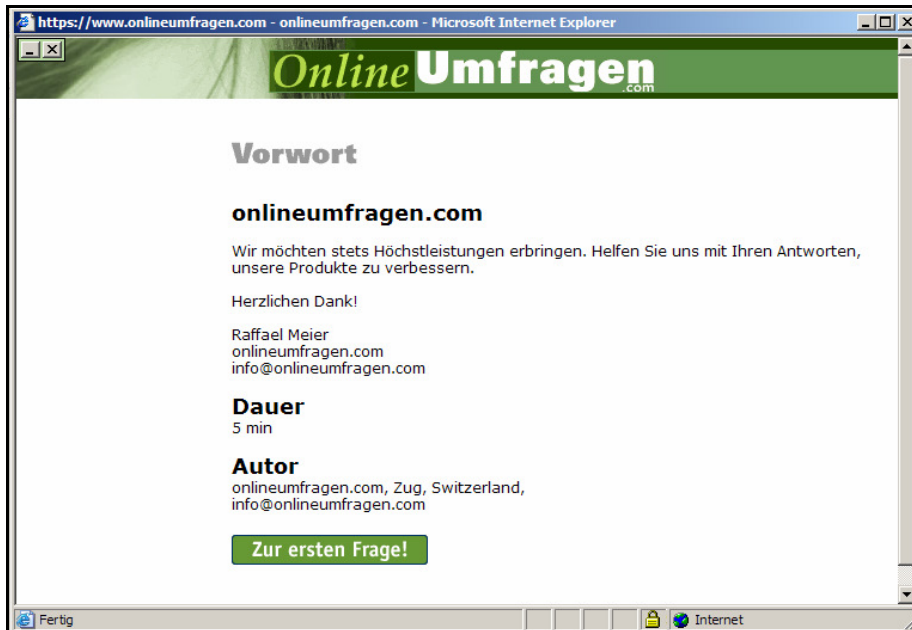 https://www.onlineumfragen.com - onlineumfragen.com - Microsoft Internet Explorer
Online Umfragen
.com
Vorwort
onlineumfragen.com
Wir möchten stets Höchstleistungen erbringen. Helfen Sie uns mit Ihren Antworten,
unsere Produkte zu verbessern.
Herzlichen Dank!
Raffael Meier
onlineumfragen.com
info@onlineumfragen.com
Dauer
5 min
Autor
onlineumfragen.com, Zug, Switzerland,
info@onlineumfragen.com
Zur ersten Frage!
Fertig
Internet